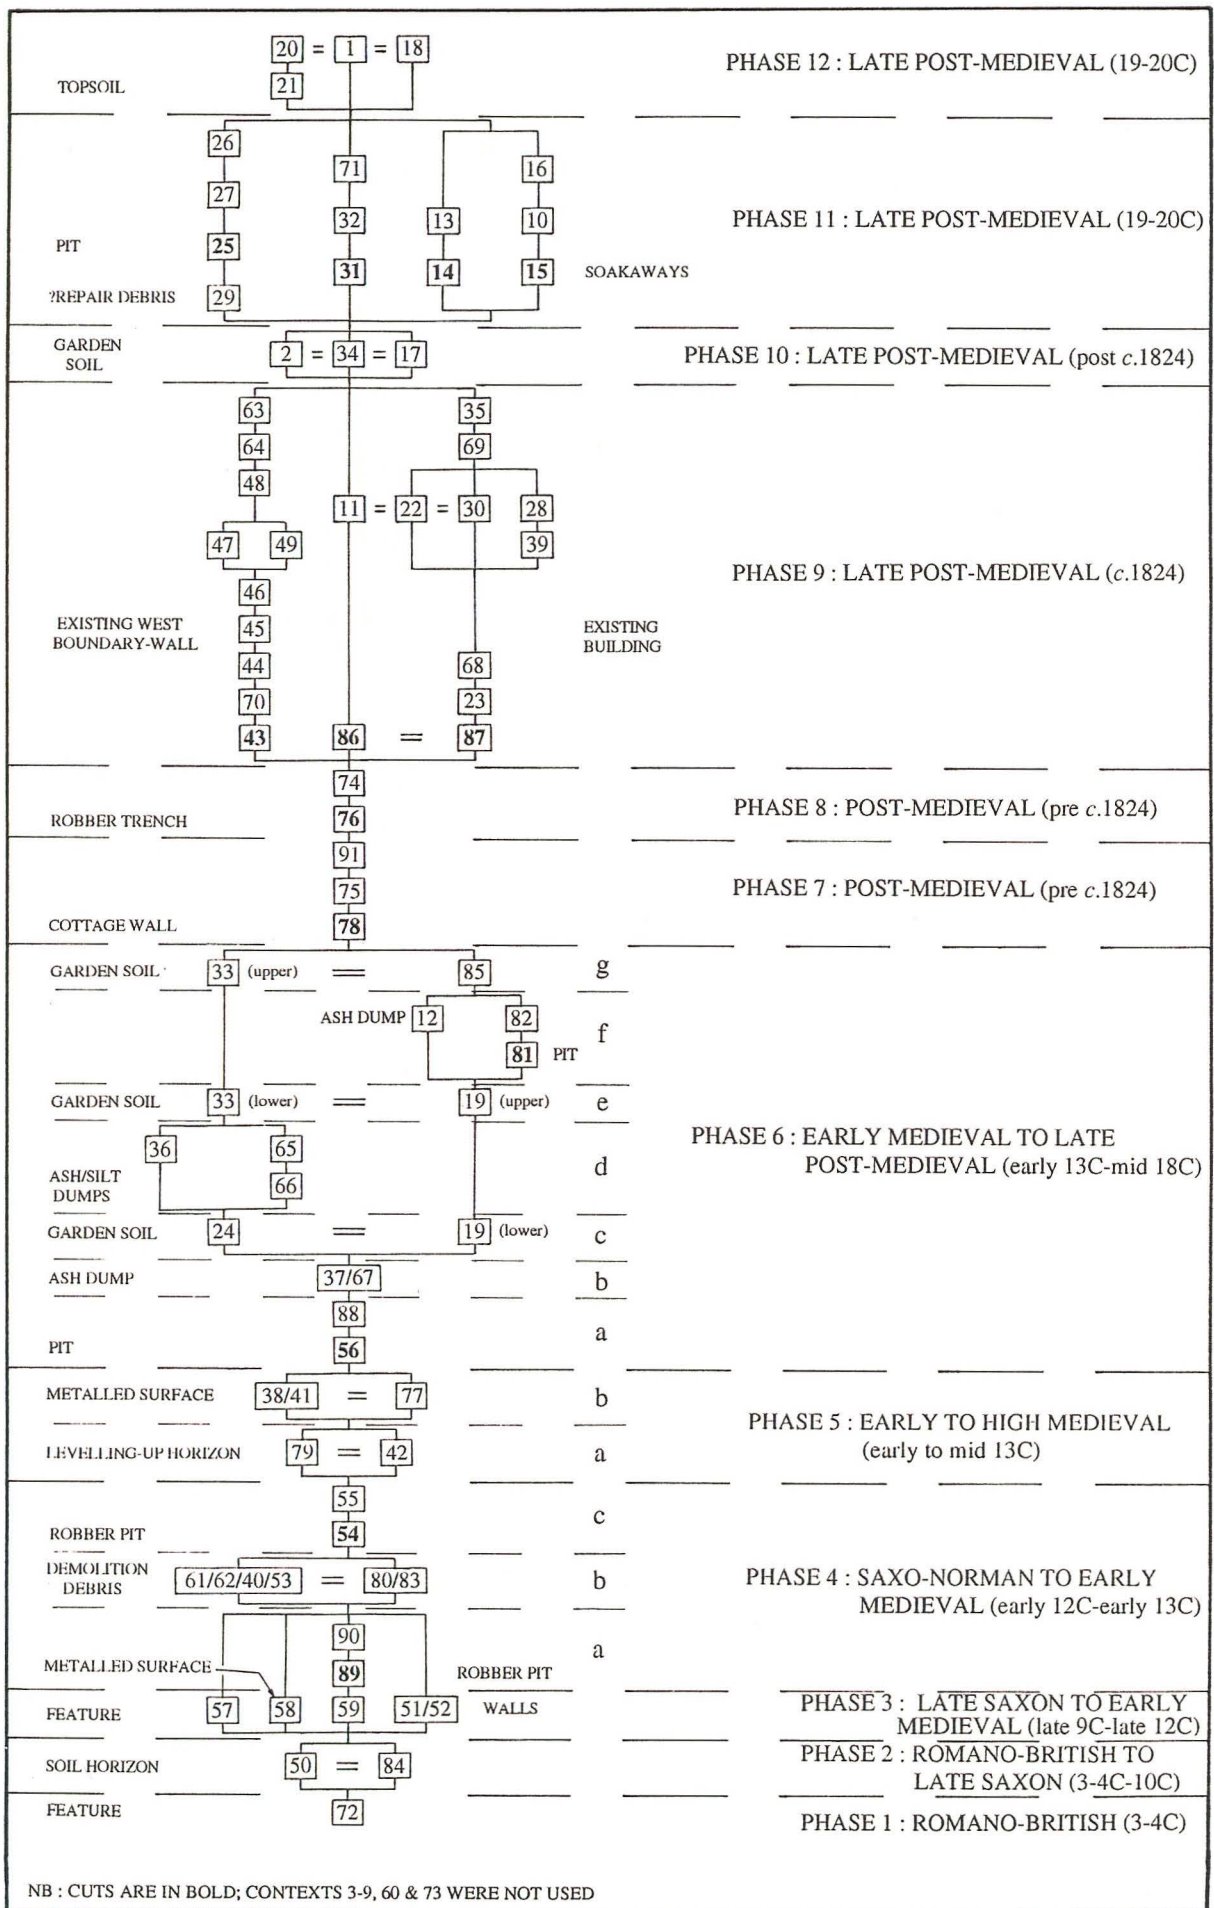 20 = 1 = 18
PHASE 12 : LATE POST-MEDIEVAL (19-20C)
21
TOPSOIL
26
71
16
27
13
32
10
PHASE 11 : LATE POST-MEDIEVAL (19-20C)
PIT
25
31
14
15
SOAKAWAYS
?REPAIR DEBRIS
29
GARDEN
SOIL
2 = 34 = 17
PHASE 10 : LATE POST-MEDIEVAL (post c.1824)
63
35
64
69
48
11 = 22 = 30
28
47
49
39
PHASE 9 : LATE POST-MEDIEVAL (c.1824)
46
EXISTING WEST
BOUNDARY-WALL
45
EXISTING
BUILDING
44
68
70
23
43
86 = 87
74
ROBBER TRENCH
76
PHASE 8 : POST-MEDIEVAL (pre c.1824)
91
75
PHASE 7 : POST-MEDIEVAL (pre c.1824)
COTTAGE WALL
78
GARDEN SOIL
33 (upper) = 85
g
ASH DUMP
12
82
f
81
PIT
GARDEN SOIL
33 (lower) = 19 (upper)
e
PHASE 6 : EARLY MEDIEVAL TO LATE
POST-MEDIEVAL (early 13C-mid 18C)
36
65
d
ASH/SILT
DUMPS
66
GARDEN SOIL
24 = 19 (lower)
c
ASH DUMP
37/67
b
88
a
PIT
56
METALLED SURFACE
38/41 = 77
b
PHASE 5 : EARLY TO HIGH MEDIEVAL
(early to mid 13C)
LEVELLING-UP HORIZON
79 = 42
a
55
c
ROBBER PIT
54
DEMOLITION
DEBRIS
61/62/40/53 = 80/83
b
PHASE 4 : SAXO-NORMAN TO EARLY
MEDIEVAL (early 12C-early 13C)
90
a
METALLED SURFACE
89
ROBBER PIT
FEATURE
57
58
59
51/52
WALLS
PHASE 3 : LATE SAXON TO EARLY
MEDIEVAL (late 9C-late 12C)
SOIL HORIZON
50 = 84
PHASE 2 : ROMANO-BRITISH TO
LATE SAXON (3-4C-10C)
FEATURE
72
PHASE 1 : ROMANO-BRITISH (3-4C)
NB : CUTS ARE IN BOLD; CONTEXTS 3-9, 60 & 73 WERE NOT USED